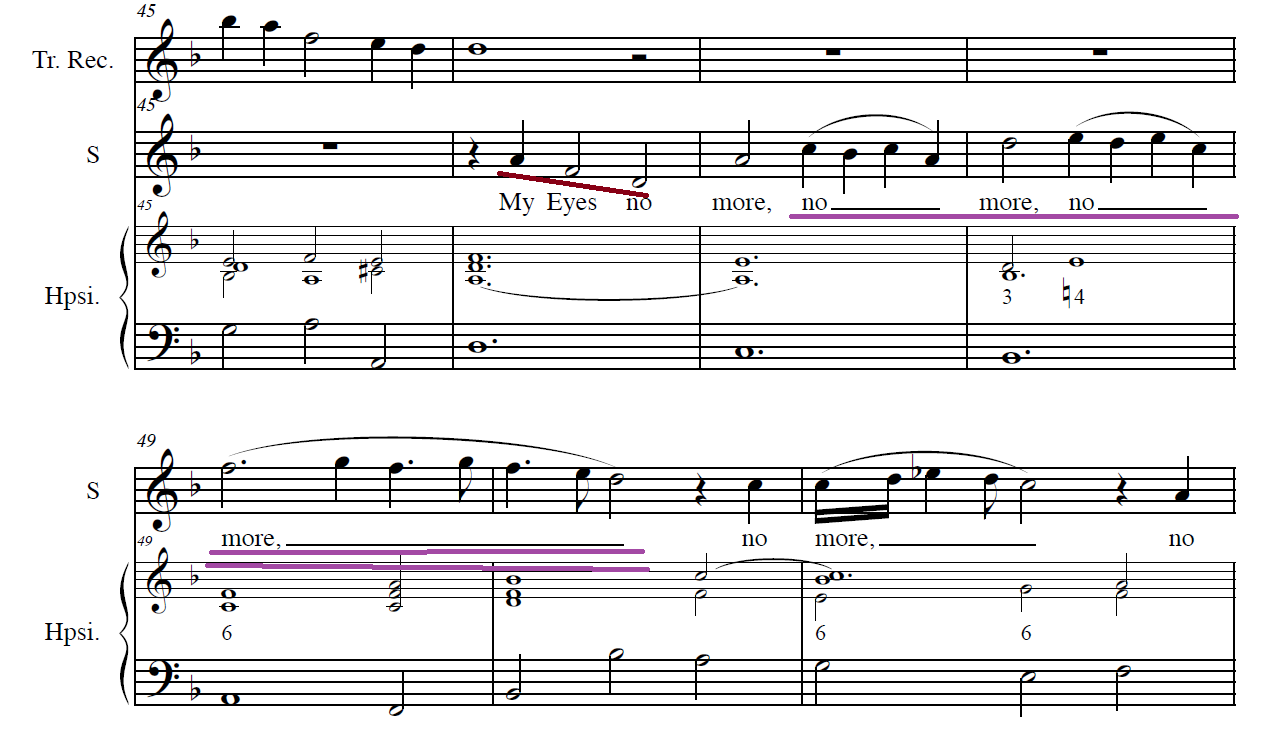 45
Tr. Rec.
45
S
My Eyes no more, no more, no
45
Hpsi.
3 ♮4
49
S
more, no more, no
49
Hpsi.
6 6 6